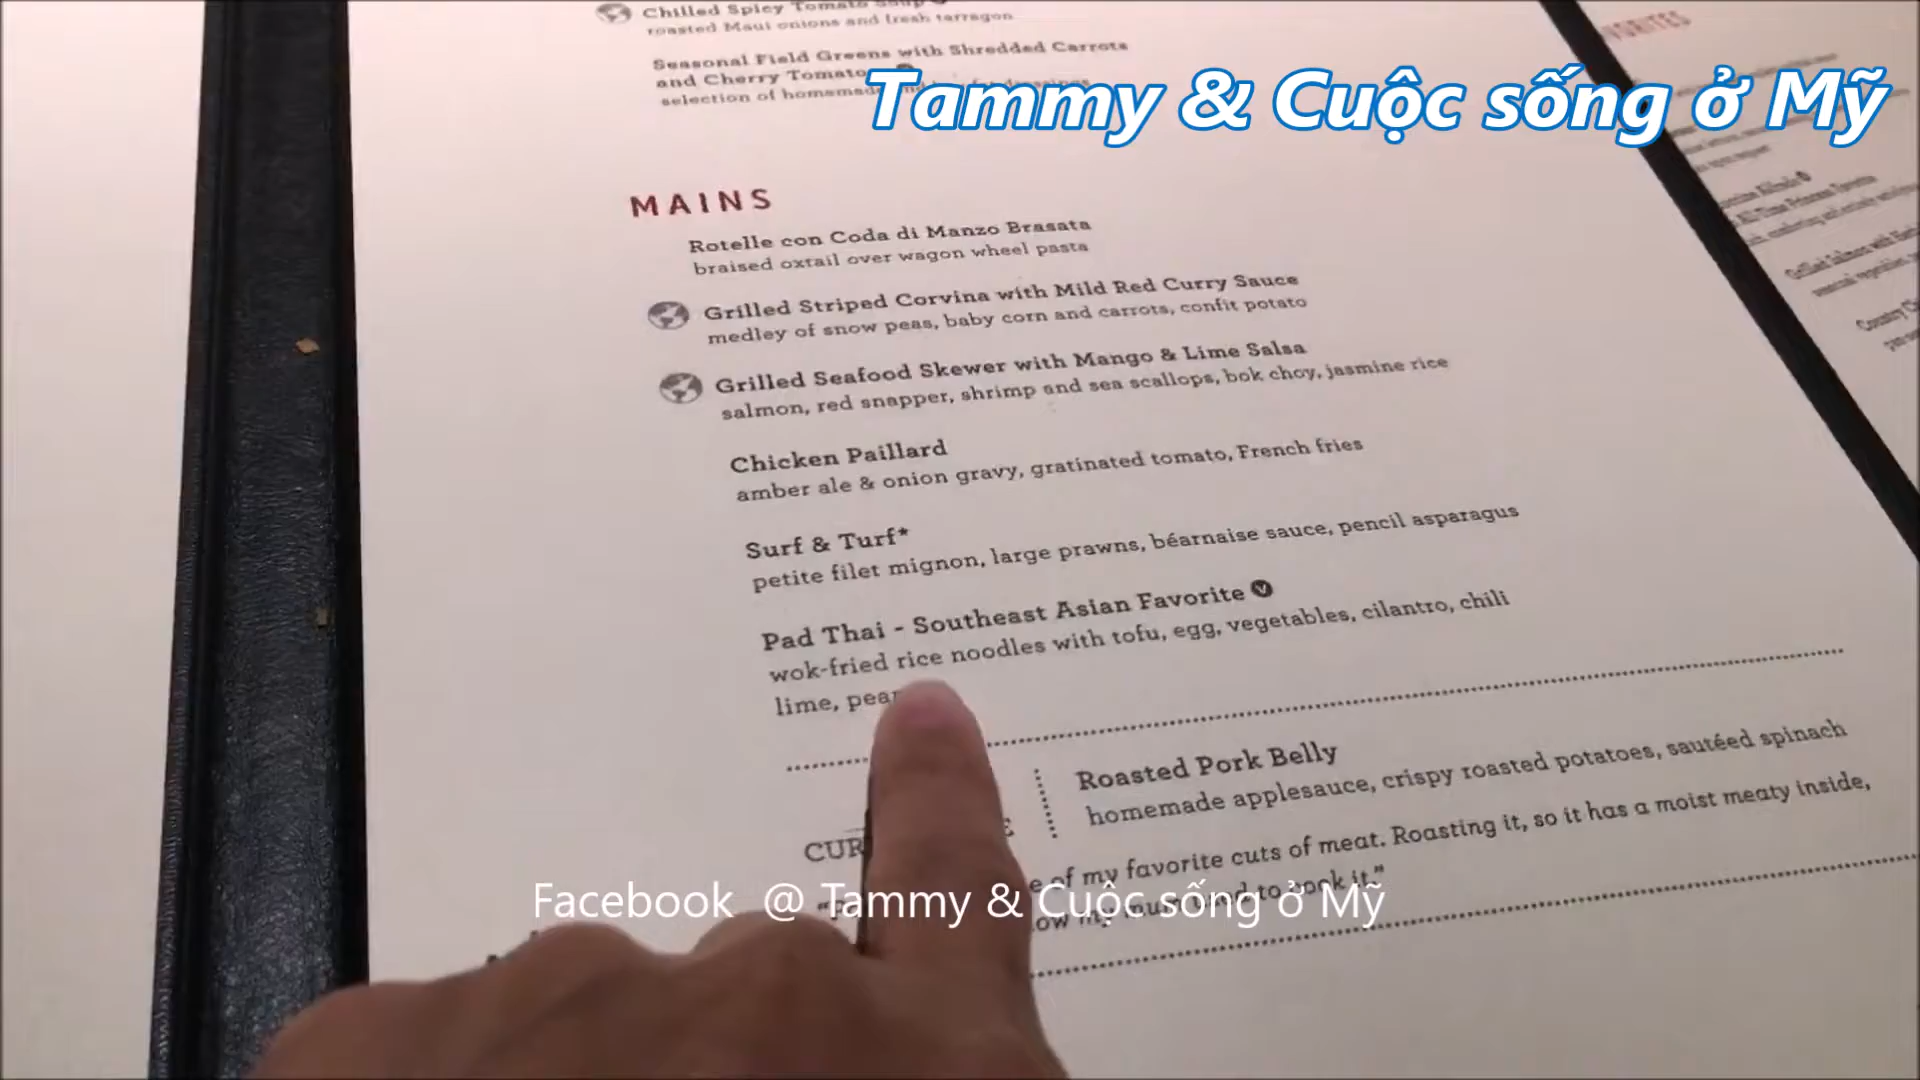 Chilled Spicy Tomato Soup
roasted Maui onions and fresh tarragon
Seasonal Field Greens with Shredded Carrots
and Cherry
selection of
Tammy & Cuộc sống ở Mỹ
MAINS
Rotelle con Coda di Manzo Brasata
braised oxtail over wagon wheel pasta
Grilled Striped Corvina with Mild Red Curry Sauce
medley of snow peas, baby corn and carrots, confit potato
Grilled Seafood Skewer with Mango & Lime Salsa
salmon, red snapper, shrimp and sea scallops, bok choy, jasmine rice
Chicken Paillard
amber ale & onion gravy, gratinated tomato, French fries
Surf & Turf*
petite filet mignon, large prawns, béarnaise sauce, pencil asparagus
Pad Thai - Southeast Asian Favorite V
wok-fried rice noodles with tofu, egg, vegetables, cilantro, chili
lime,
Roasted Pork Belly
homemade applesauce, crispy roasted potatoes, sautéed spinach
of my favorite cuts of meat. Roasting it, so it has a moist meaty inside,
my mum used to cook it."
Facebook @ Tammy & Cuộc sống ở Mỹ